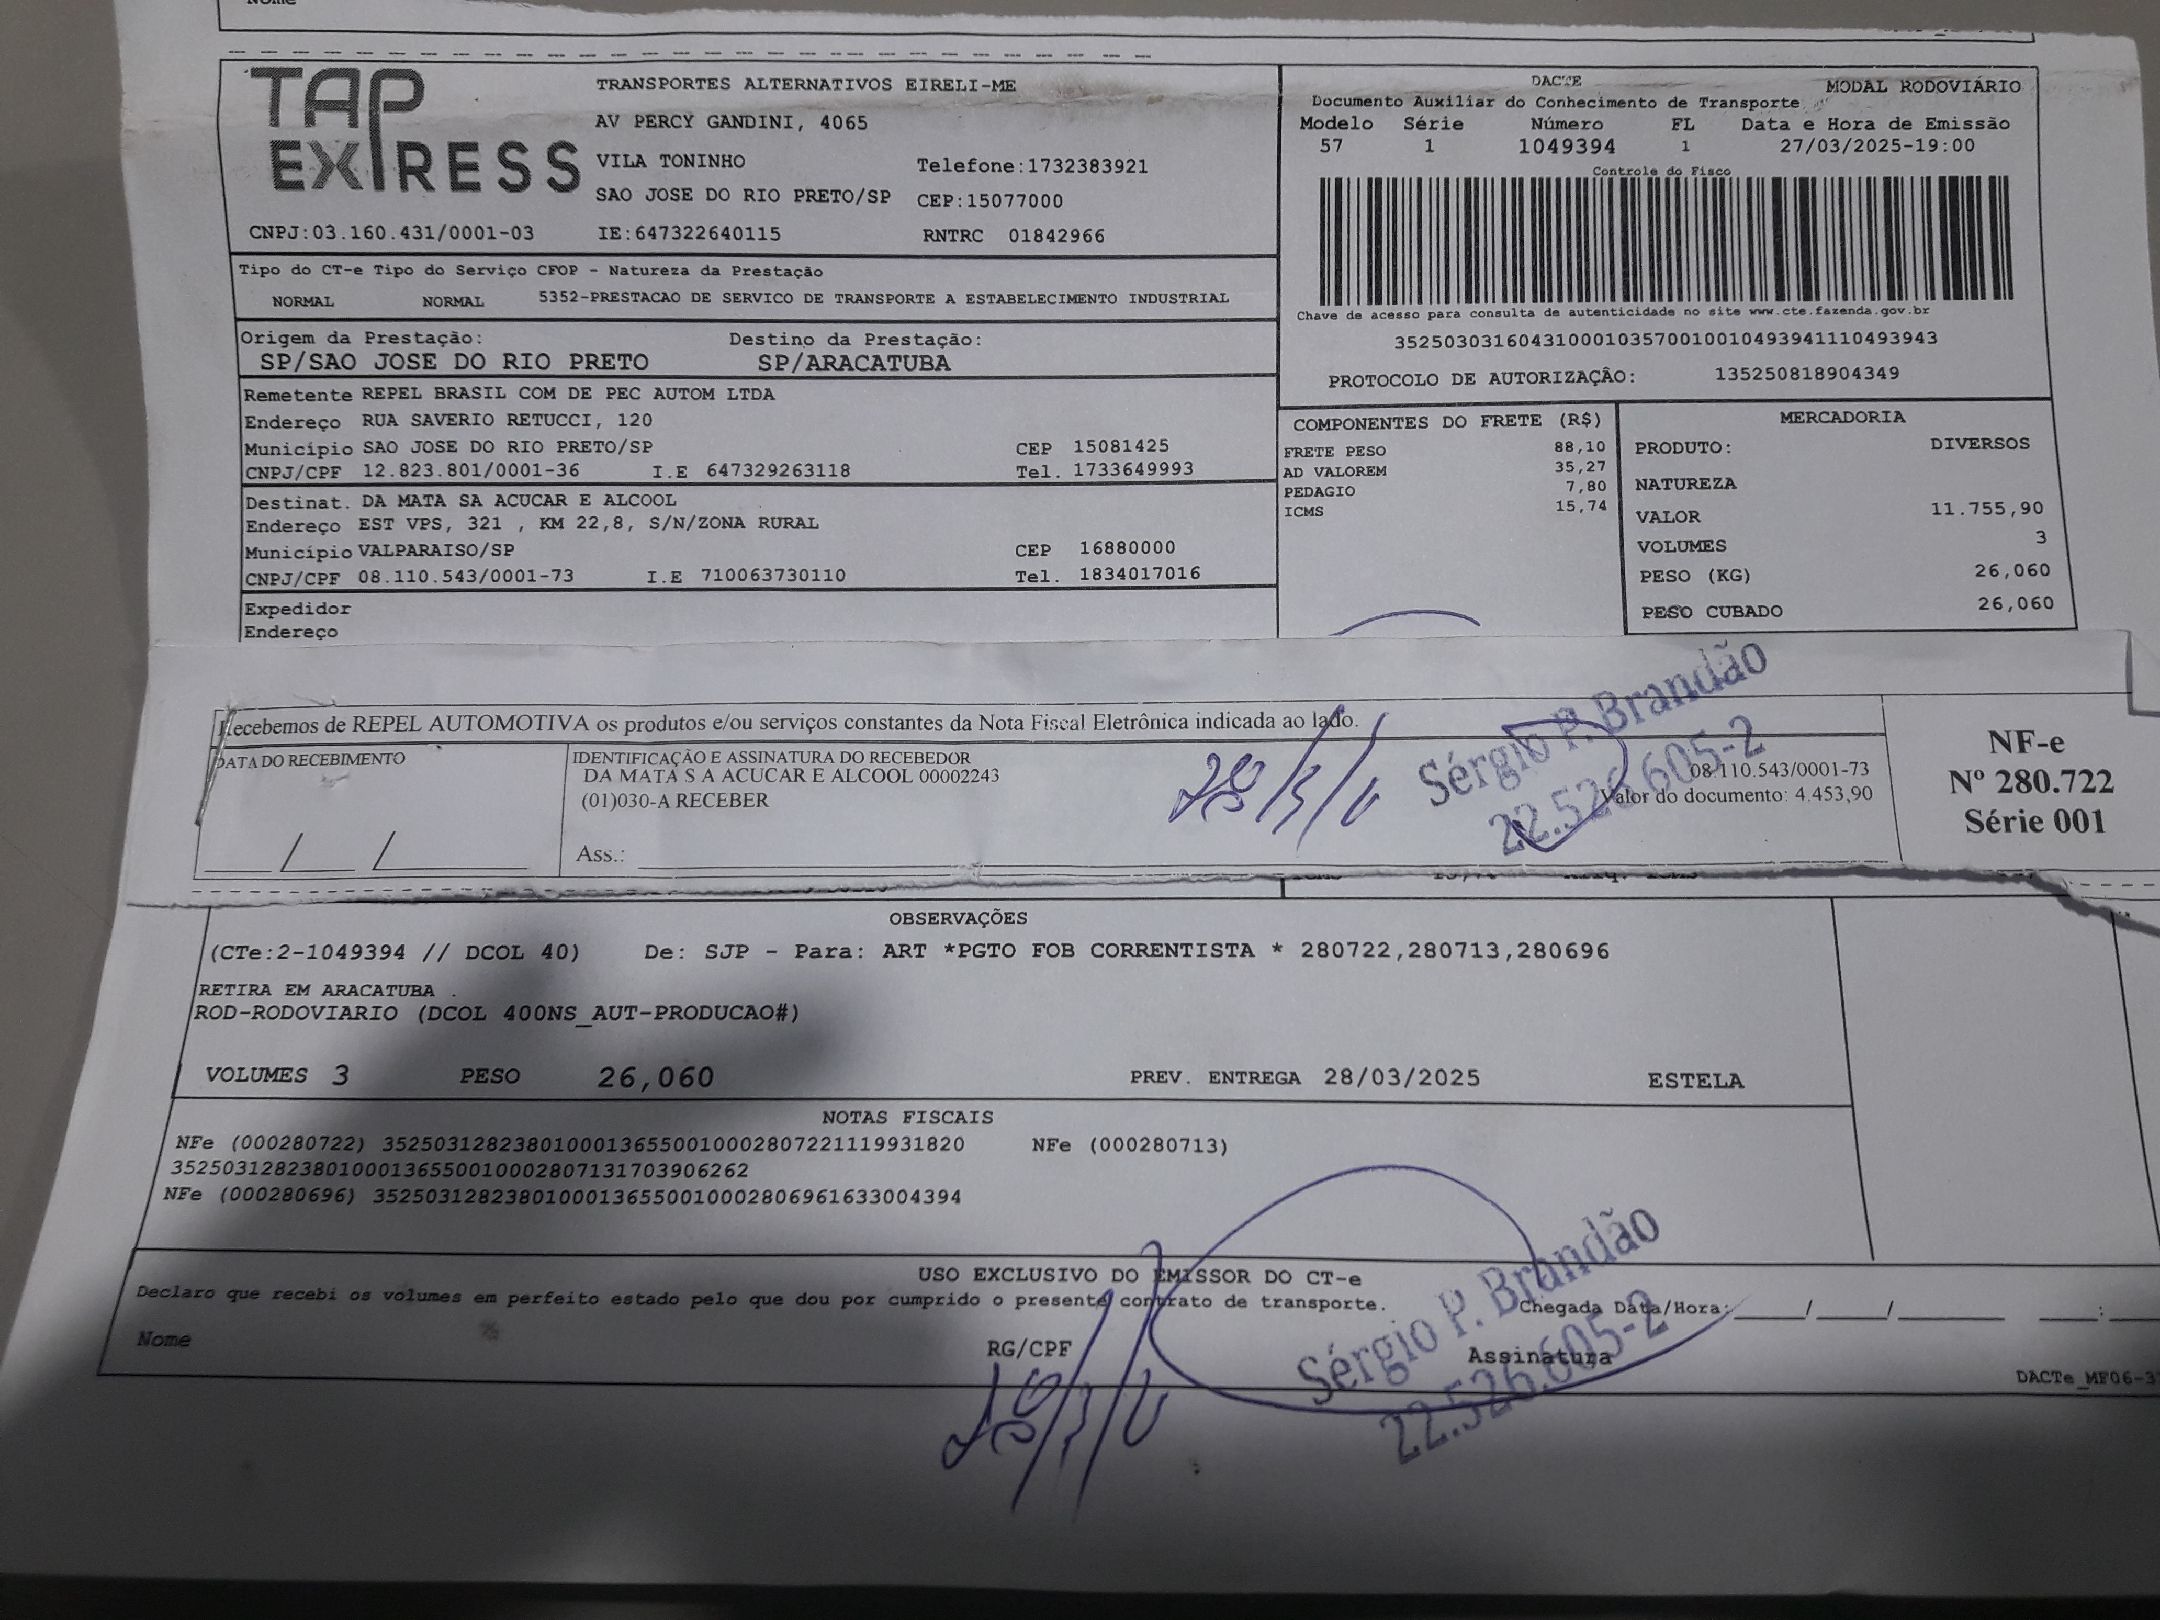 Nome
TAP EXPRESS
TRANSPORTES ALTERNATIVOS EIRELI-ME
AV PERCY GANDINI, 4065
VILA TONINHO Telefone:1732383921
SAO JOSE DO RIO PRETO/SP CEP:15077000
CNPJ:03.160.431/0001-03 IE:647322640115 RNTRC 01842966
DACTE MODAL RODOVIÁRIO
Documento Auxiliar do Conhecimento de Transporte
Modelo Série Número FL Data e Hora de Emissão
57 1 1049394 1 27/03/2025-19:00
Controle do Fisco
Chave de acesso para consulta de autenticidade no site www.cte.fazenda.gov.br
35250303160431000103570010010493941110493943
PROTOCOLO DE AUTORIZAÇÃO: 135250818904349
Tipo do CT-e Tipo do Serviço CFOP - Natureza da Prestação
NORMAL NORMAL 5352-PRESTACAO DE SERVICO DE TRANSPORTE A ESTABELECIMENTO INDUSTRIAL
Origem da Prestação: Destino da Prestação:
SP/SAO JOSE DO RIO PRETO SP/ARACATUBA
Remetente REPEL BRASIL COM DE PEC AUTOM LTDA
Endereço RUA SAVERIO RETUCCI, 120
Município SAO JOSE DO RIO PRETO/SP CEP 15081425
CNPJ/CPF 12.823.801/0001-36 I.E 647329263118 Tel. 1733649993
Destinat. DA MATA SA ACUCAR E ALCOOL
Endereço EST VPS, 321 , KM 22,8, S/N/ZONA RURAL
Município VALPARAISO/SP CEP 16880000
CNPJ/CPF 08.110.543/0001-73 I.E 710063730110 Tel. 1834017016
Expedidor
Endereço
COMPONENTES DO FRETE (R$)
FRETE PESO 88,10
AD VALOREM 35,27
PEDAGIO 7,80
ICMS 15,74
MERCADORIA
PRODUTO: DIVERSOS
NATUREZA
VALOR 11.755,90
VOLUMES 3
PESO (KG) 26,060
PESO CUBADO 26,060
Recebemos de REPEL AUTOMOTIVA os produtos e/ou serviços constantes da Nota Fiscal Eletrônica indicada ao lado.
DATA DO RECEBIMENTO
IDENTIFICAÇÃO E ASSINATURA DO RECEBEDOR
DA MATA S A ACUCAR E ALCOOL 00002243 08.110.543/0001-73
(01)030-A RECEBER Valor do documento: 4.453,90
Ass.:
Sérgio P. Brandão
22.526.605-2
NF-e
Nº 280.722
Série 001
OBSERVAÇÕES
(CTe:2-1049394 // DCOL 40) De: SJP - Para: ART *PGTO FOB CORRENTISTA * 280722,280713,280696
RETIRA EM ARACATUBA .
ROD-RODOVIARIO (DCOL 400NS_AUT-PRODUCAO#)
VOLUMES 3 PESO 26,060 PREV. ENTREGA 28/03/2025 ESTELA
NOTAS FISCAIS
NFe (000280722) 35250312823801000136550010002807221119931820 NFe (000280713)
35250312823801000136550010002807131703906262
NFe (000280696) 35250312823801000136550010002806961633004394
USO EXCLUSIVO DO EMISSOR DO CT-e
Declaro que recebi os volumes em perfeito estado pelo que dou por cumprido o presente contrato de transporte. Chegada Data/Hora: / / :
Nome RG/CPF Assinatura
Sérgio P. Brandão
22.526.605-2